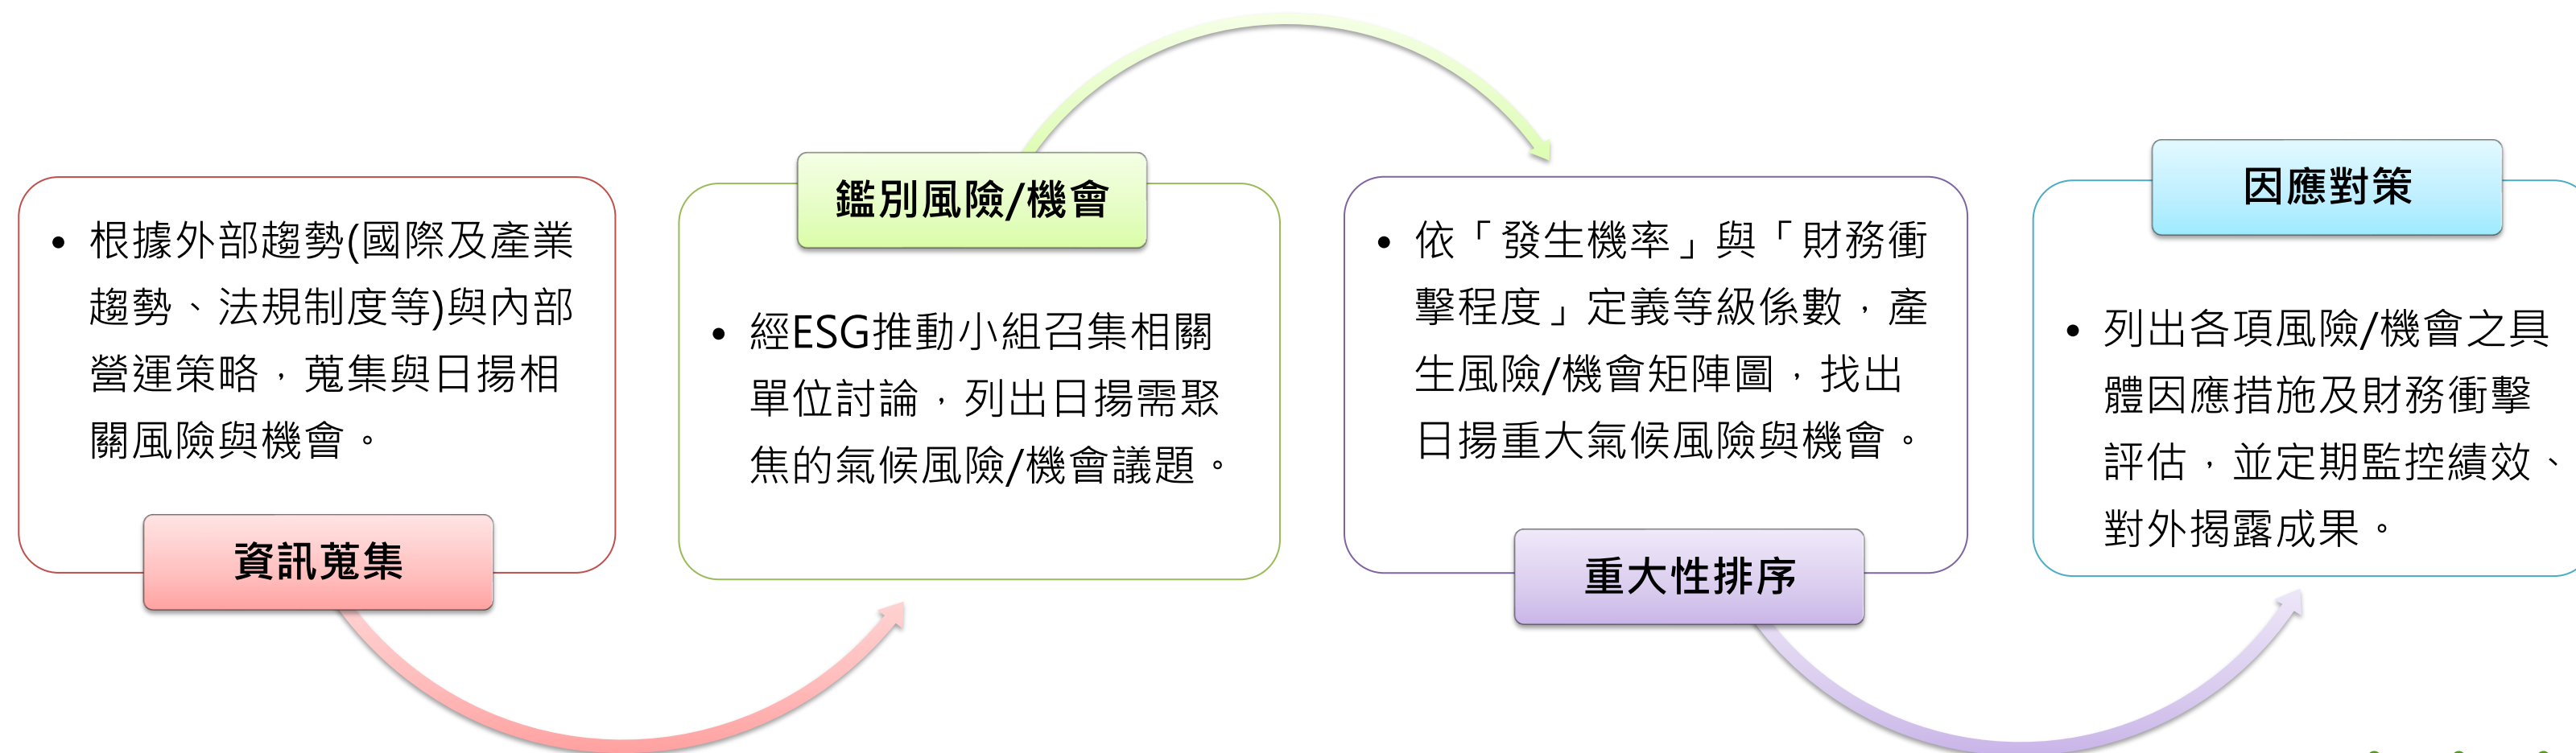 • 根據外部趨勢(國際及產業
趨勢、法規制度等)與內部
營運策略，蒐集與日揚相
關風險與機會。
資訊蒐集
鑑別風險/機會
• 經ESG推動小組召集相關
單位討論，列出日揚需聚
焦的氣候風險/機會議題。
• 依「發生機率」與「財務衝
擊程度」定義等級係數，產
生風險/機會矩陣圖，找出
日揚重大氣候風險與機會。
重大性排序
因應對策
• 列出各項風險/機會之具
體因應措施及財務衝擊
評估，並定期監控績效、
對外揭露成果。